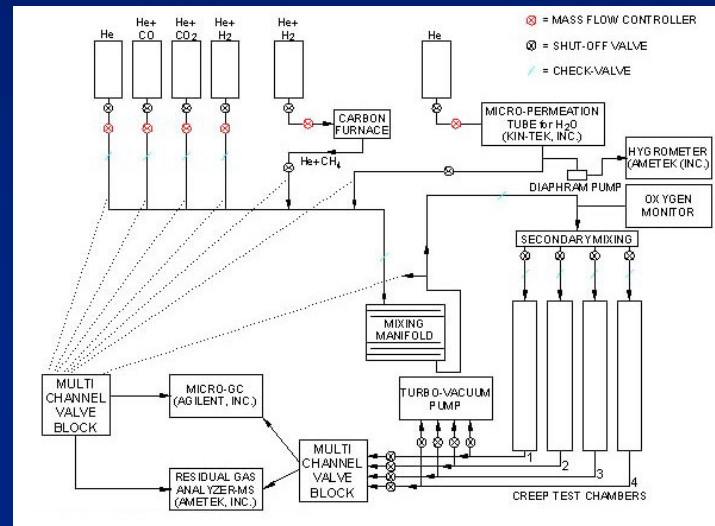 He
He+
CO
He+
CO2
He+
H2
He+
H2
He
= MASS FLOW CONTROLLER
= SHUT-OFF VALVE
= CHECK-VALVE
CARBON
FURNACE
He+CH4
MICRO-PERMEATION
TUBE for H2O
(KIN-TEK, INC.)
HYGROMETER
(AMETEK (INC.)
DIAPHRAM PUMP
OXYGEN
MONITOR
SECONDARY MIXING
MIXING
MANIFOLD
MULTI
CHANNEL
VALVE
BLOCK
MICRO-GC
(AGILENT, INC.)
TURBO-VACUUM
PUMP
RESIDUAL GAS
ANALYZER-MS
(AMETEK, INC.)
MULTI
CHANNEL
VALVE
BLOCK
1
2
3
4
CREEP TEST CHAMBERS